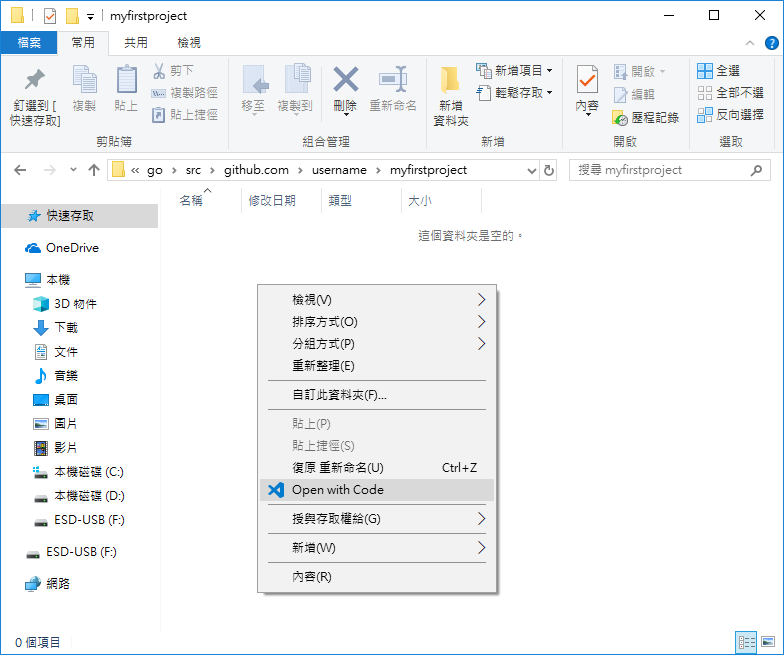 myfirstproject
檔案 常用 共用 檢視
釘選到 [
快速存取]
複製
貼上
剪下
複製路徑
貼上捷徑
剪貼簿
移至
複製到
刪除
重新命名
組合管理
新增
資料夾
新增項目
輕鬆存取
新增
內容
開啟
編輯
歷程記錄
開啟
全選
全部不選
反向選擇
選取
« go › src › github.com › username › myfirstproject
搜尋 myfirstproject
名稱 修改日期 類型 大小
這個資料夾是空的。
快速存取
OneDrive
本機
3D 物件
下載
文件
音樂
桌面
圖片
影片
本機磁碟 (C:)
本機磁碟 (D:)
ESD-USB (F:)
ESD-USB (F:)
網路
檢視(V)
排序方式(O)
分組方式(P)
重新整理(E)
自訂此資料夾(F)...
貼上(P)
貼上捷徑(S)
復原 重新命名(U) Ctrl+Z
Open with Code
授與存取權給(G)
新增(W)
內容(R)
0 個項目